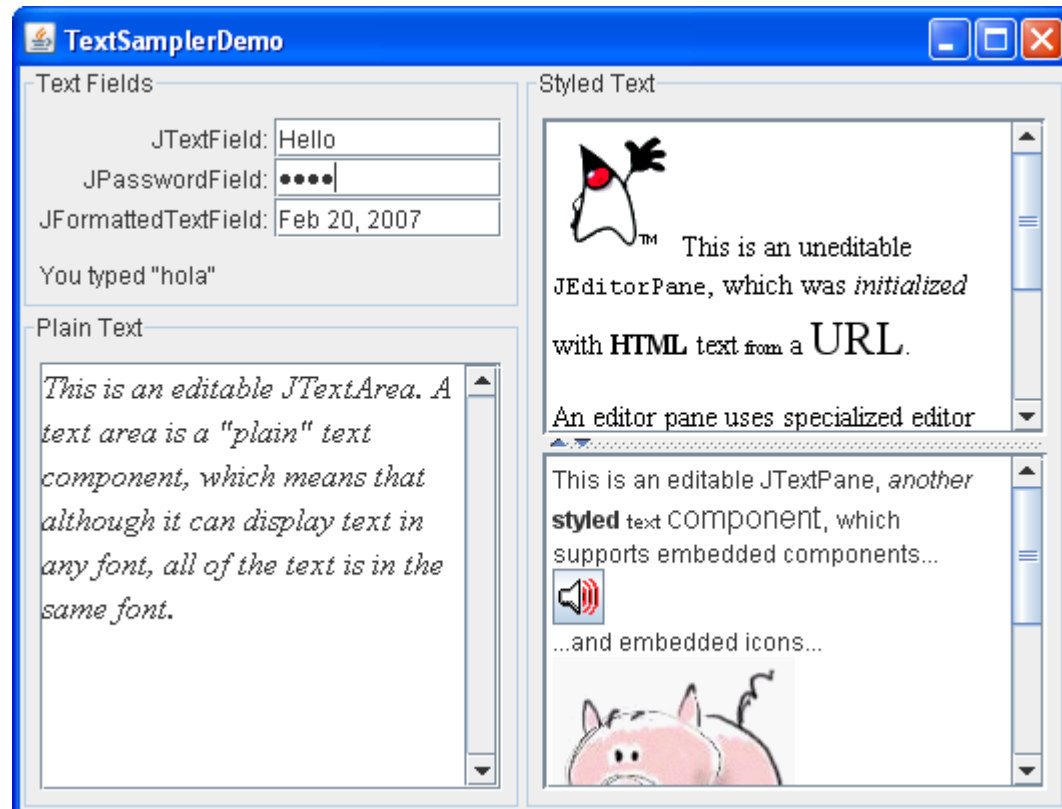 TextSamplerDemo
Text Fields
JTextField: Hello
JPasswordField: ••••
JFormattedTextField: Feb 20, 2007
You typed "hola"
Plain Text
This is an editable JTextArea. A
text area is a "plain" text
component, which means that
although it can display text in
any font, all of the text is in the
same font.
Styled Text
TM This is an uneditable
JEditorPane, which was initialized
with HTML text from a URL.
An editor pane uses specialized editor
This is an editable JTextPane, another
styled text component, which
supports embedded components...
...and embedded icons...